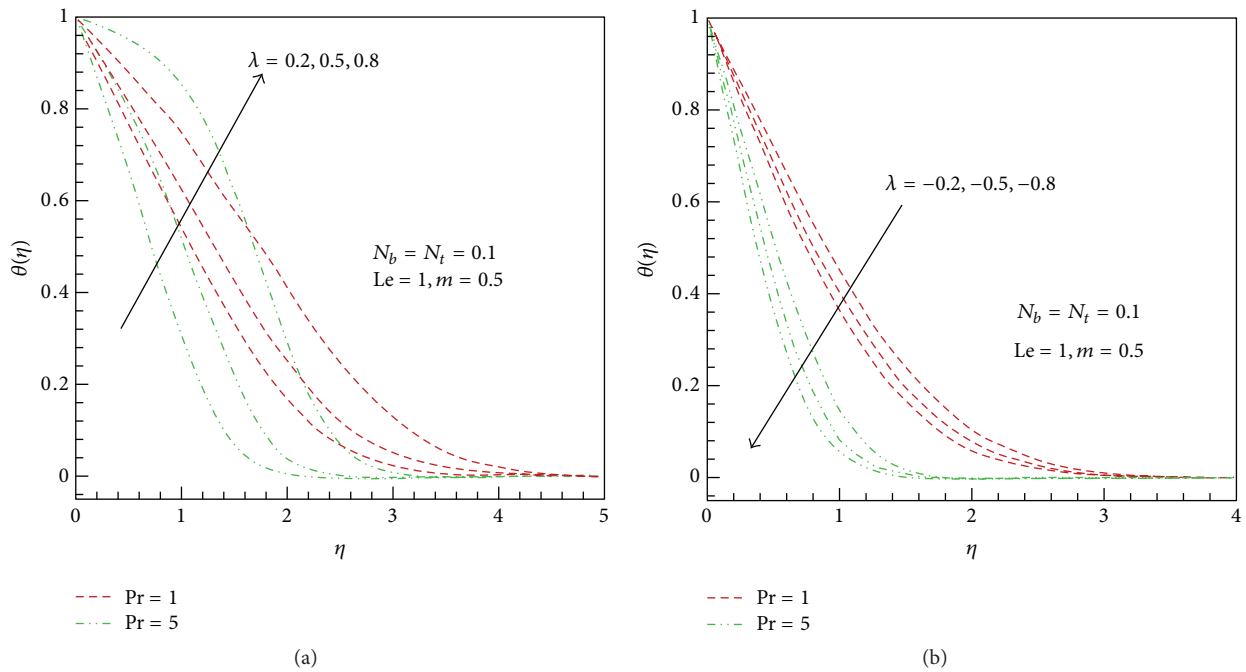 1
0.8
0.6
0.4
0.2
0
θ(η)
λ = 0.2, 0.5, 0.8
N_b = N_t = 0.1
Le = 1, m = 0.5
0 1 2 3 4 5
η
Pr = 1
Pr = 5
(a)
1
0.8
0.6
0.4
0.2
0
θ(η)
λ = −0.2, −0.5, −0.8
N_b = N_t = 0.1
Le = 1, m = 0.5
0 1 2 3 4
η
Pr = 1
Pr = 5
(b)